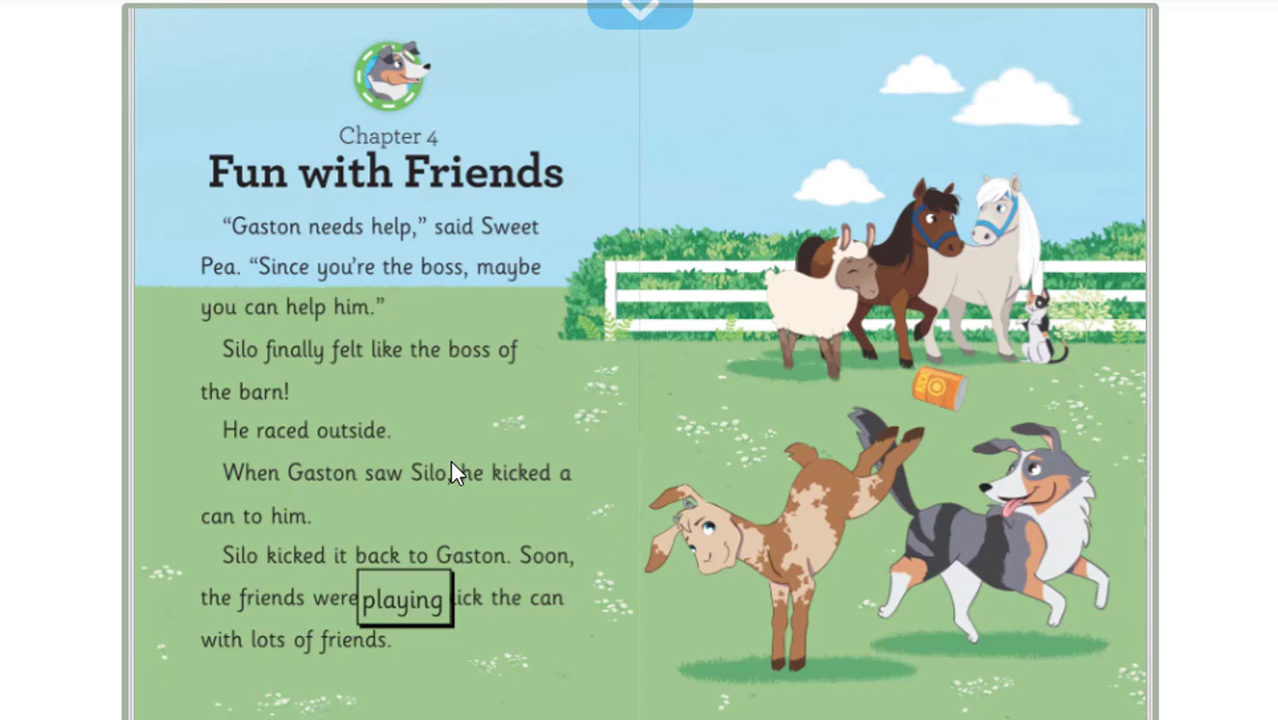 Chapter 4
Fun with Friends
“Gaston needs help,” said Sweet
Pea. “Since you’re the boss, maybe
you can help him.”
Silo finally felt like the boss of
the barn!
He raced outside.
When Gaston saw Silo, he kicked a
can to him.
Silo kicked it back to Gaston. Soon,
the friends were playing kick the can
with lots of friends.